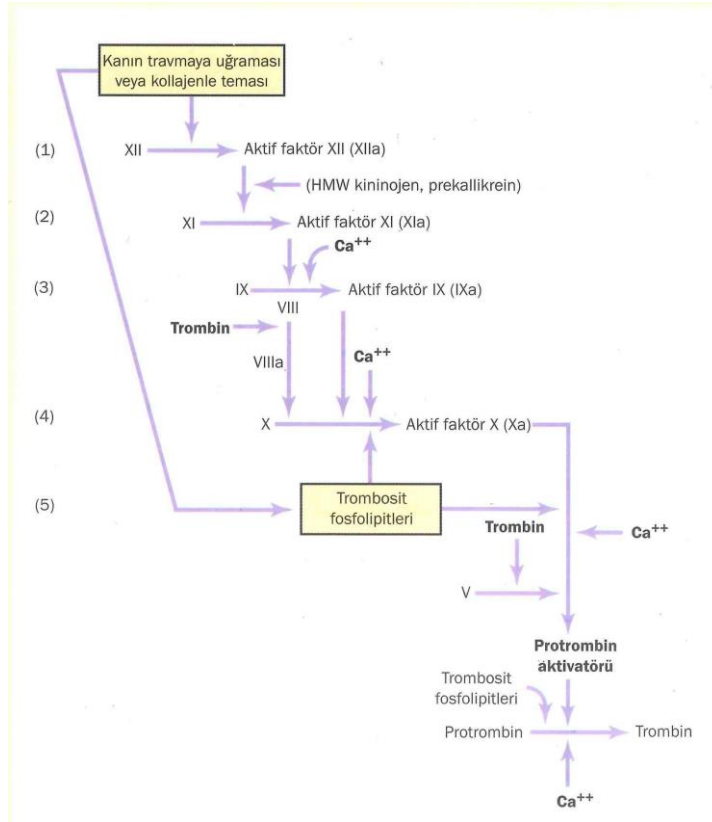 Kanın travmaya uğraması
veya kollajenle teması
(1)
XII
Aktif faktör XII (XIIa)
(HMW kininojen, prekallikrein)
(2)
XI
Aktif faktör XI (XIa)
Ca++
(3)
IX
Aktif faktör IX (IXa)
VIII
Trombin
VIIIa
Ca++
(4)
X
Aktif faktör X (Xa)
(5)
Trombosit
fosfolipitleri
Trombin
Ca++
V
Protrombin
aktivatörü
Trombosit
fosfolipitleri
Protrombin
Trombin
Ca++